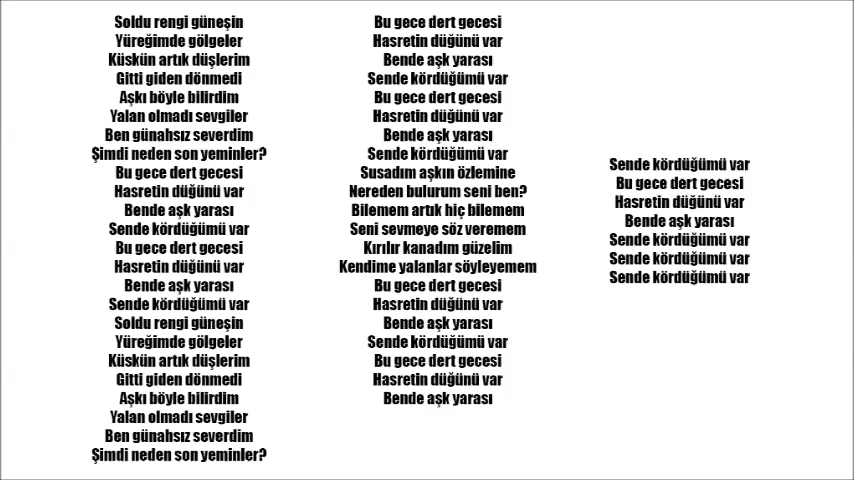 Soldu rengi güneşin
Yüreğimde gölgeler
Küskün artık düşlerim
Gitti giden dönmedi
Aşkı böyle bilirdim
Yalan olmadı sevgiler
Ben günahsız severdim
Şimdi neden son yeminler?
Bu gece dert gecesi
Hasretin düğünü var
Bende aşk yarası
Sende kördüğümü var
Bu gece dert gecesi
Hasretin düğünü var
Bende aşk yarası
Sende kördüğümü var
Soldu rengi güneşin
Yüreğimde gölgeler
Küskün artık düşlerim
Gitti giden dönmedi
Aşkı böyle bilirdim
Yalan olmadı sevgiler
Ben günahsız severdim
Şimdi neden son yeminler?
Bu gece dert gecesi
Hasretin düğünü var
Bende aşk yarası
Sende kördüğümü var
Bu gece dert gecesi
Hasretin düğünü var
Bende aşk yarası
Sende kördüğümü var
Susadım aşkın özlemine
Nereden bulurum seni ben?
Bilemem artık hiç bilemem
Seni sevmeye söz veremem
Kırılır kanadım güzelim
Kendime yalanlar söyleyemem
Bu gece dert gecesi
Hasretin düğünü var
Bende aşk yarası
Sende kördüğümü var
Bu gece dert gecesi
Hasretin düğünü var
Bende aşk yarası
Sende kördüğümü var
Bu gece dert gecesi
Hasretin düğünü var
Bende aşk yarası
Sende kördüğümü var
Sende kördüğümü var
Sende kördüğümü var